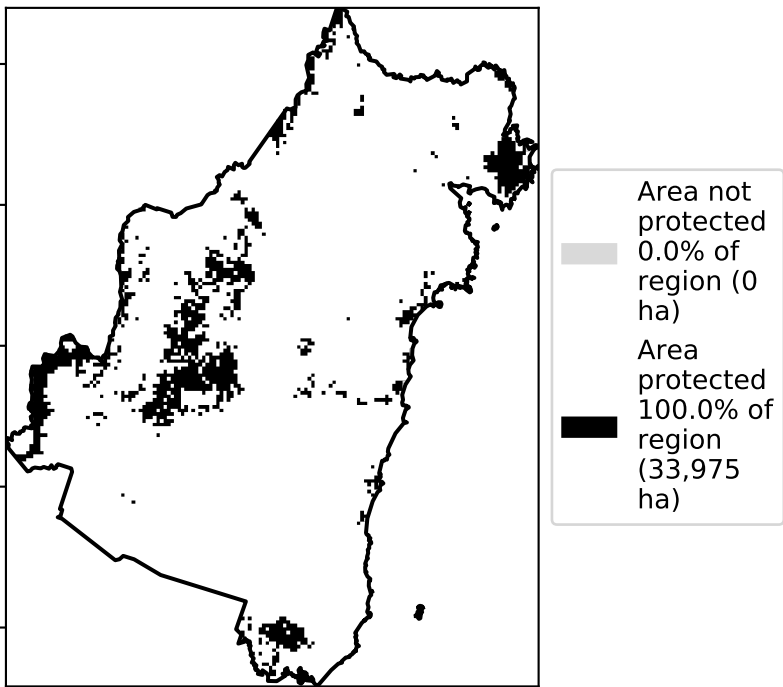 Area not
protected
0.0% of
region (0
ha)
Area
protected
100.0% of
region
(33,975
ha)